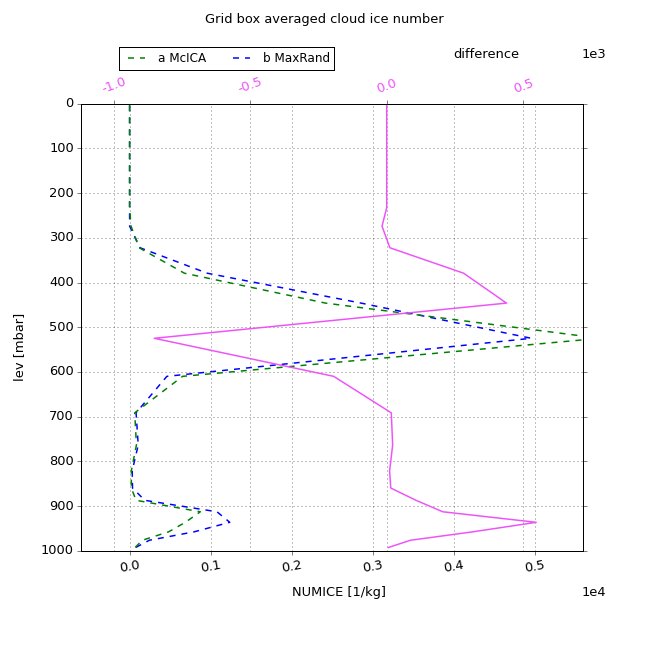 Grid box averaged cloud ice number
a McICA b MaxRand
difference 1e3
-1.0 -0.5 0.0 0.5
0
100
200
300
400
500
600
700
800
900
1000
lev [mbar]
0.0 0.1 0.2 0.3 0.4 0.5
NUMICE [1/kg] 1e4